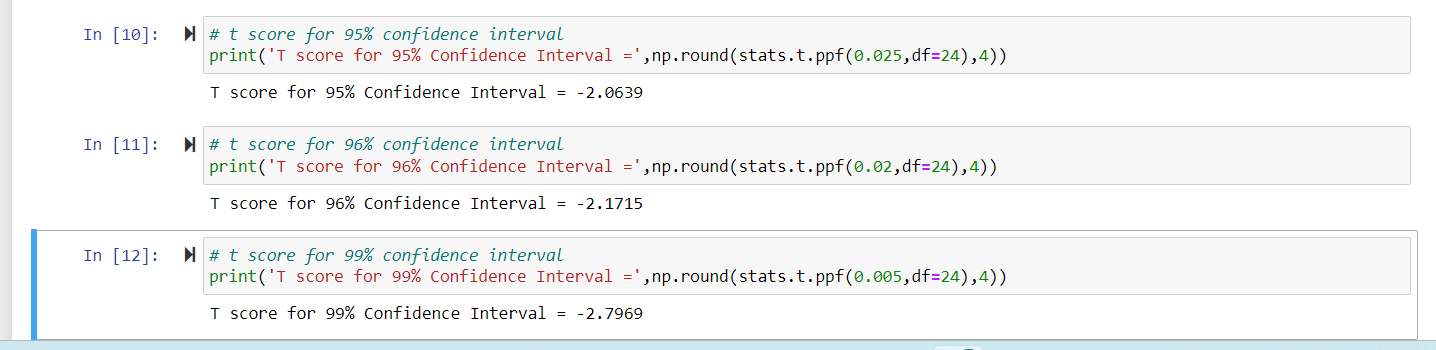 In [10]: # t score for 95% confidence interval
print('T score for 95% Confidence Interval =',np.round(stats.t.ppf(0.025,df=24),4))
T score for 95% Confidence Interval = -2.0639
In [11]: # t score for 96% confidence interval
print('T score for 96% Confidence Interval =',np.round(stats.t.ppf(0.02,df=24),4))
T score for 96% Confidence Interval = -2.1715
In [12]: # t score for 99% confidence interval
print('T score for 99% Confidence Interval =',np.round(stats.t.ppf(0.005,df=24),4))
T score for 99% Confidence Interval = -2.7969